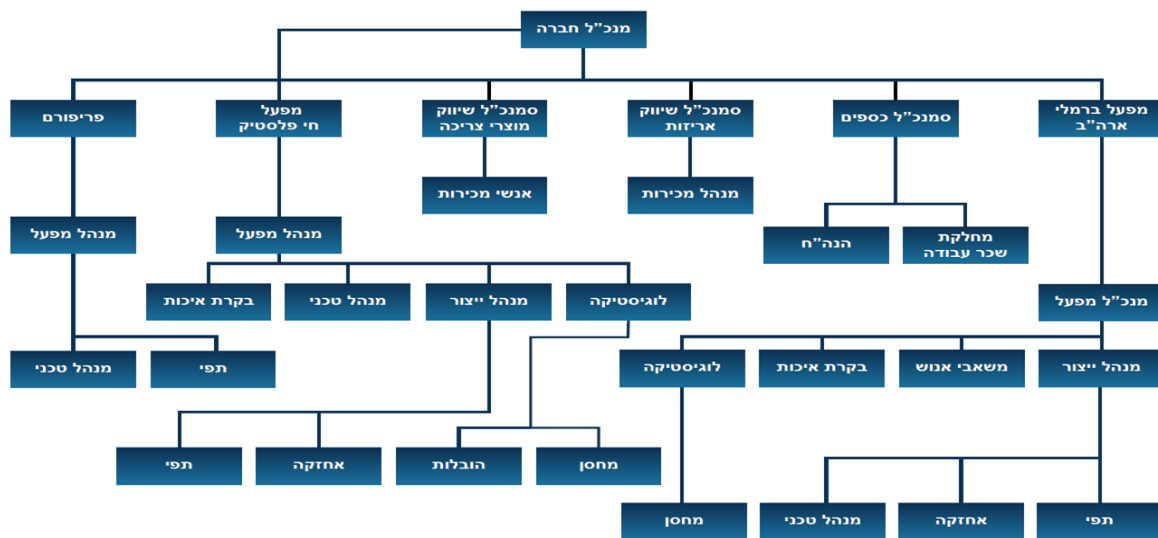 מנכ"ל חברה
מפעל ברמלי
ארה"ב
סמנכ"ל כספים
סמנכ"ל שיווק
אריזות
סמנכ"ל שיווק
מוצרי צריכה
מפעל
חי פלסטיק
פריפורם
מנהל מכירות
אנשי מכירות
מחלקת
שכר עבודה
הנה"ח
מנהל מפעל
מנהל מפעל
מנכ"ל מפעל
לוגיסטיקה
מנהל ייצור
מנהל טכני
בקרת איכות
מנהל ייצור
משאבי אנוש
בקרת איכות
לוגיסטיקה
תפי
מנהל טכני
מחסן
הובלות
אחזקה
תפי
תפי
אחזקה
מנהל טכני
מחסן